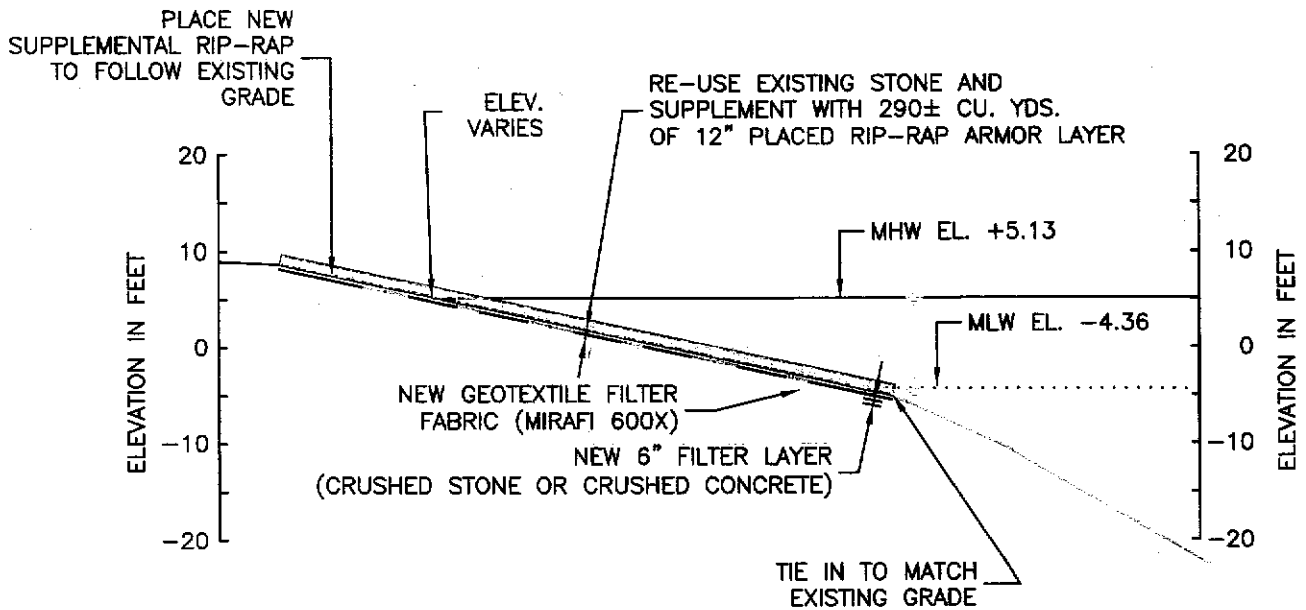 PLACE NEW
SUPPLEMENTAL RIP-RAP
TO FOLLOW EXISTING
GRADE
ELEV.
VARIES
RE-USE EXISTING STONE AND
SUPPLEMENT WITH 290± CU. YDS.
OF 12" PLACED RIP-RAP ARMOR LAYER
20
10
0
-10
-20
ELEVATION IN FEET
MHW EL. +5.13
MLW EL. -4.36
NEW GEOTEXTILE FILTER
FABRIC (MIRAFI 600X)
NEW 6" FILTER LAYER
(CRUSHED STONE OR CRUSHED CONCRETE)
TIE IN TO MATCH
EXISTING GRADE
20
10
0
-10
-20
ELEVATION IN FEET